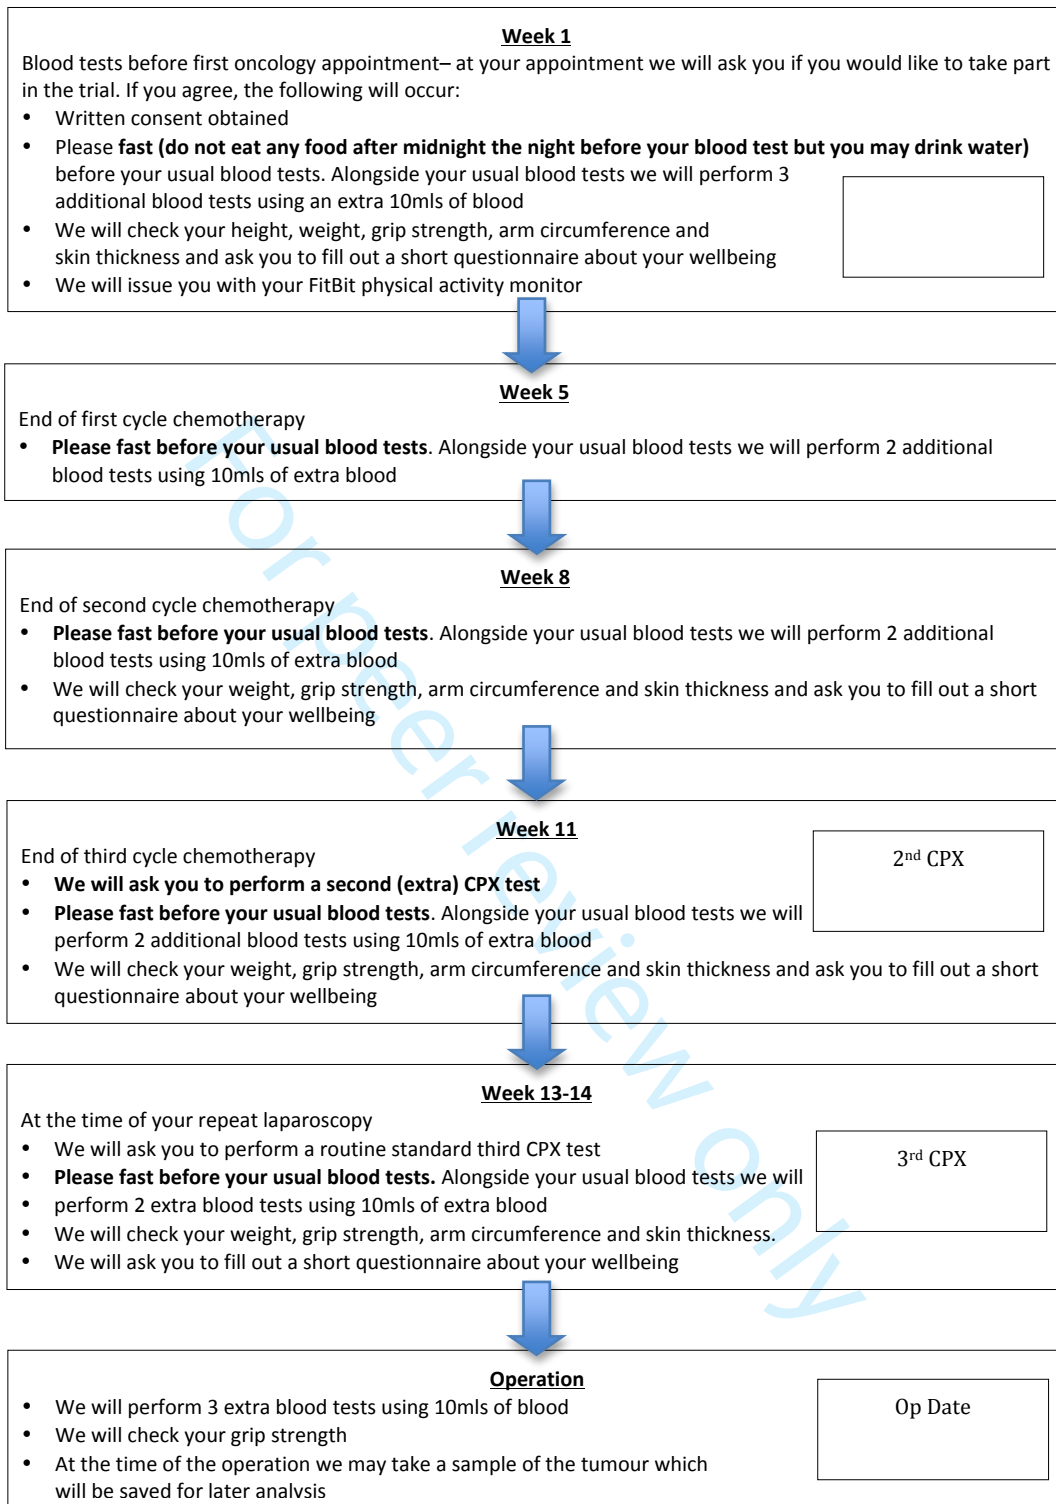 Week 1
Blood tests before first oncology appointment– at your appointment we will ask you if you would like to take part
in the trial. If you agree, the following will occur:
• Written consent obtained
• Please fast (do not eat any food after midnight the night before your blood test but you may drink water)
before your usual blood tests. Alongside your usual blood tests we will perform 3
additional blood tests using an extra 10mls of blood
• We will check your height, weight, grip strength, arm circumference and
skin thickness and ask you to fill out a short questionnaire about your wellbeing
• We will issue you with your FitBit physical activity monitor
Week 5
End of first cycle chemotherapy
• Please fast before your usual blood tests. Alongside your usual blood tests we will perform 2 additional
blood tests using 10mls of extra blood
Week 8
End of second cycle chemotherapy
• Please fast before your usual blood tests. Alongside your usual blood tests we will perform 2 additional
blood tests using 10mls of extra blood
• We will check your weight, grip strength, arm circumference and skin thickness and ask you to fill out a short
questionnaire about your wellbeing
Week 11
End of third cycle chemotherapy
• We will ask you to perform a second (extra) CPX test
• Please fast before your usual blood tests. Alongside your usual blood tests we will
perform 2 additional blood tests using 10mls of extra blood
• We will check your weight, grip strength, arm circumference and skin thickness and ask you to fill out a short
questionnaire about your wellbeing
2nd CPX
Week 13-14
At the time of your repeat laparoscopy
• We will ask you to perform a routine standard third CPX test
• Please fast before your usual blood tests. Alongside your usual blood tests we will
• perform 2 extra blood tests using 10mls of extra blood
• We will check your weight, grip strength, arm circumference and skin thickness.
• We will ask you to fill out a short questionnaire about your wellbeing
3rd CPX
Operation
• We will perform 3 extra blood tests using 10mls of blood
• We will check your grip strength
• At the time of the operation we may take a sample of the tumour which
will be saved for later analysis
Op Date
For peer review only